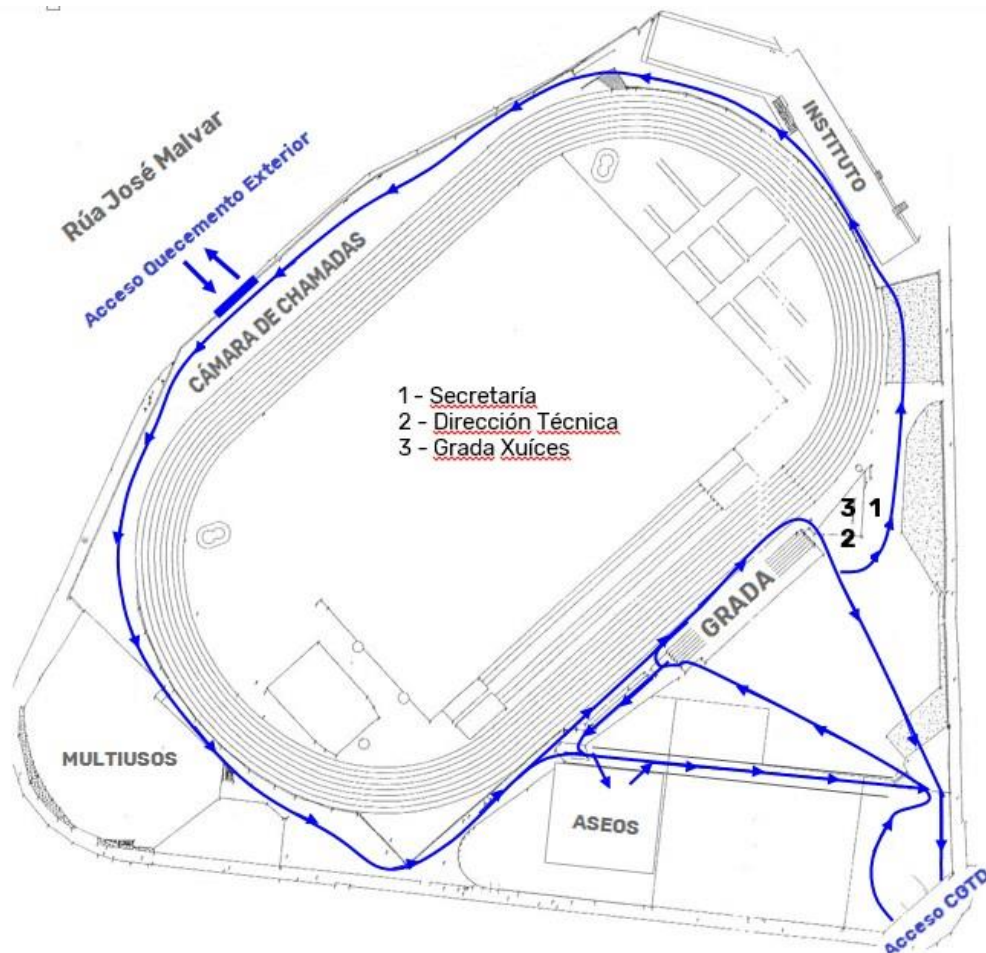 INSTITUTO
Rúa José Malvar
Acceso Quecemento Exterior
CÁMARA DE CHAMADAS
1 - Secretaría
2 - Dirección Técnica
3 - Grada Xuíces
3 1
2
GRADA
MULTIUSOS
ASEOS
Acceso CGTD